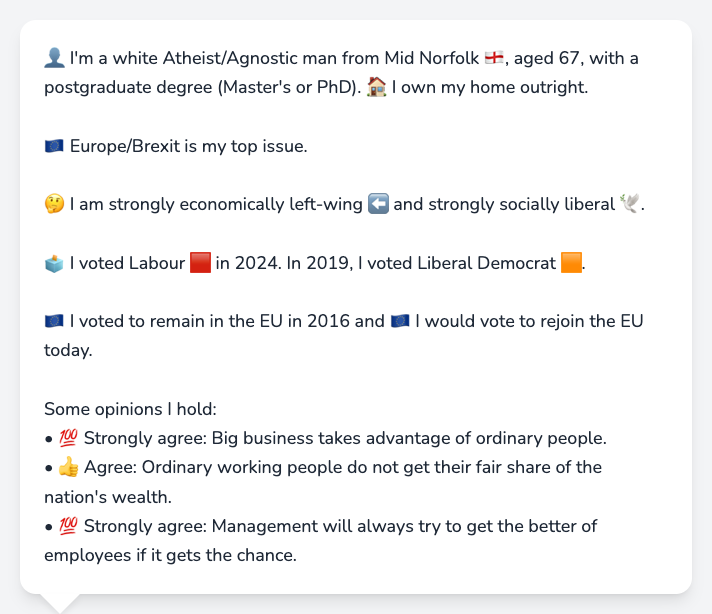 👤 I'm a white Atheist/Agnostic man from Mid Norfolk 🏴󠁧󠁢󠁥󠁮󠁧󠁿, aged 67, with a
postgraduate degree (Master's or PhD). 🏠 I own my home outright.
🇪🇺 Europe/Brexit is my top issue.
🤔 I am strongly economically left-wing ⬅️ and strongly socially liberal 🕊️.
🗳️ I voted Labour 🟥 in 2024. In 2019, I voted Liberal Democrat 🟧.
🇪🇺 I voted to remain in the EU in 2016 and 🇪🇺 I would vote to rejoin the EU
today.
Some opinions I hold:
• 💯 Strongly agree: Big business takes advantage of ordinary people.
• 👍 Agree: Ordinary working people do not get their fair share of the
nation's wealth.
• 💯 Strongly agree: Management will always try to get the better of
employees if it gets the chance.